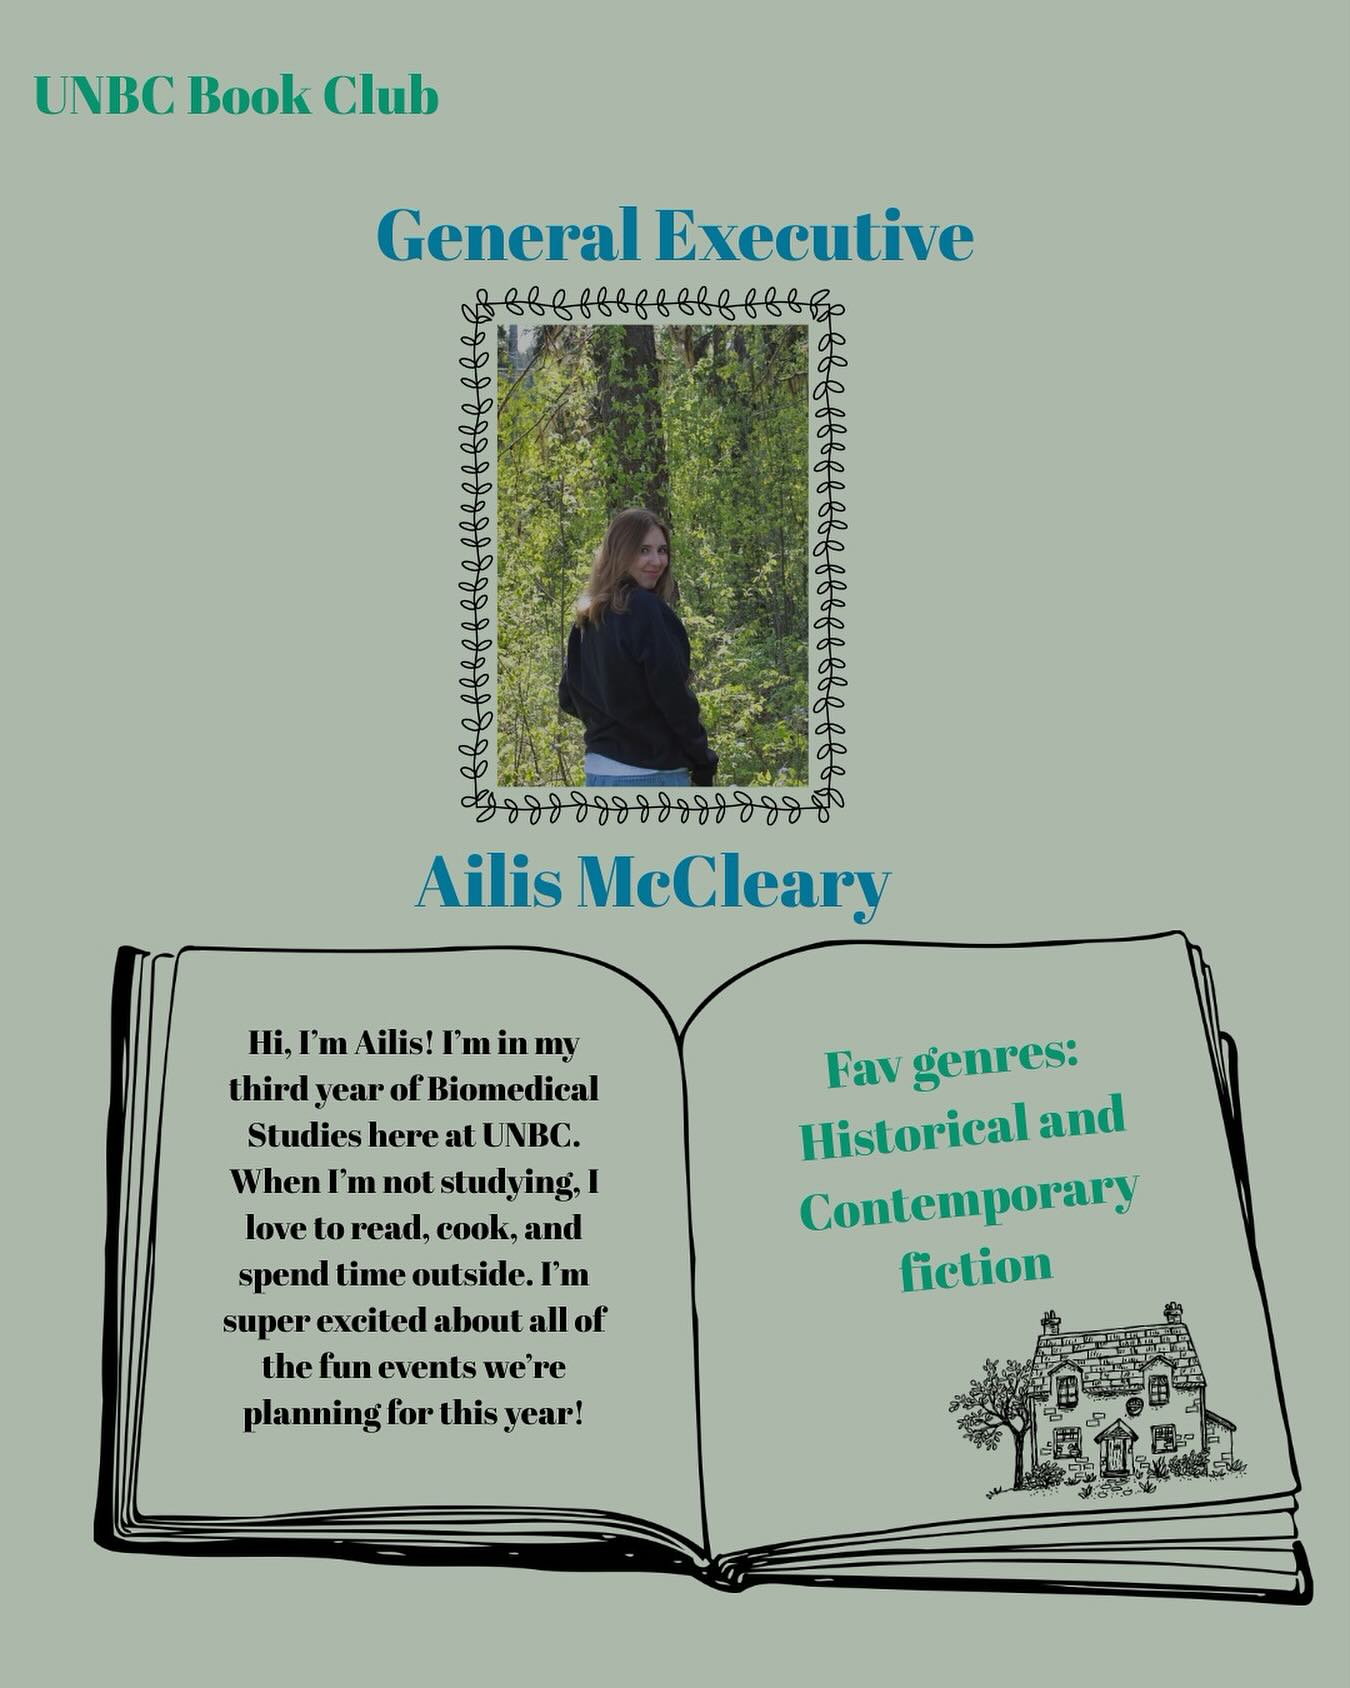 UNBC Book Club
General Executive
Ailis McCleary
Hi, I'm Ailis! I'm in my
third year of Biomedical
Studies here at UNBC.
When I'm not studying, I
love to read, cook, and
spend time outside. I'm
super excited about all of
the fun events we're
planning for this year!
Fav genres:
Historical and
Contemporary
fiction